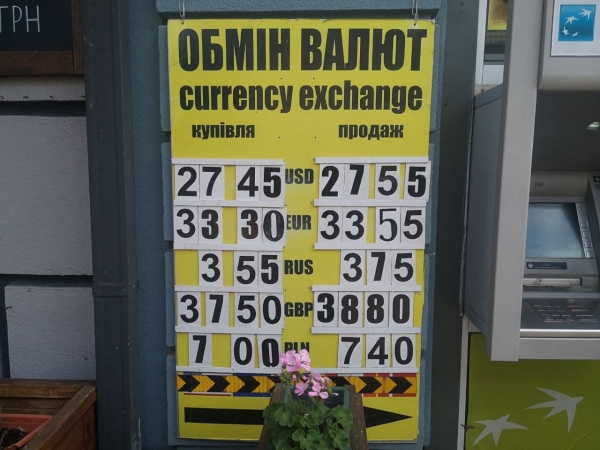 ГРН
ОБМІН ВАЛЮТ
currency exchange
купівля продаж
27 45 USD 27 55
33 30 EUR 33 55
3 55 RUS 3 75
37 50 GBP 38 80
7 00 PLN 7 40